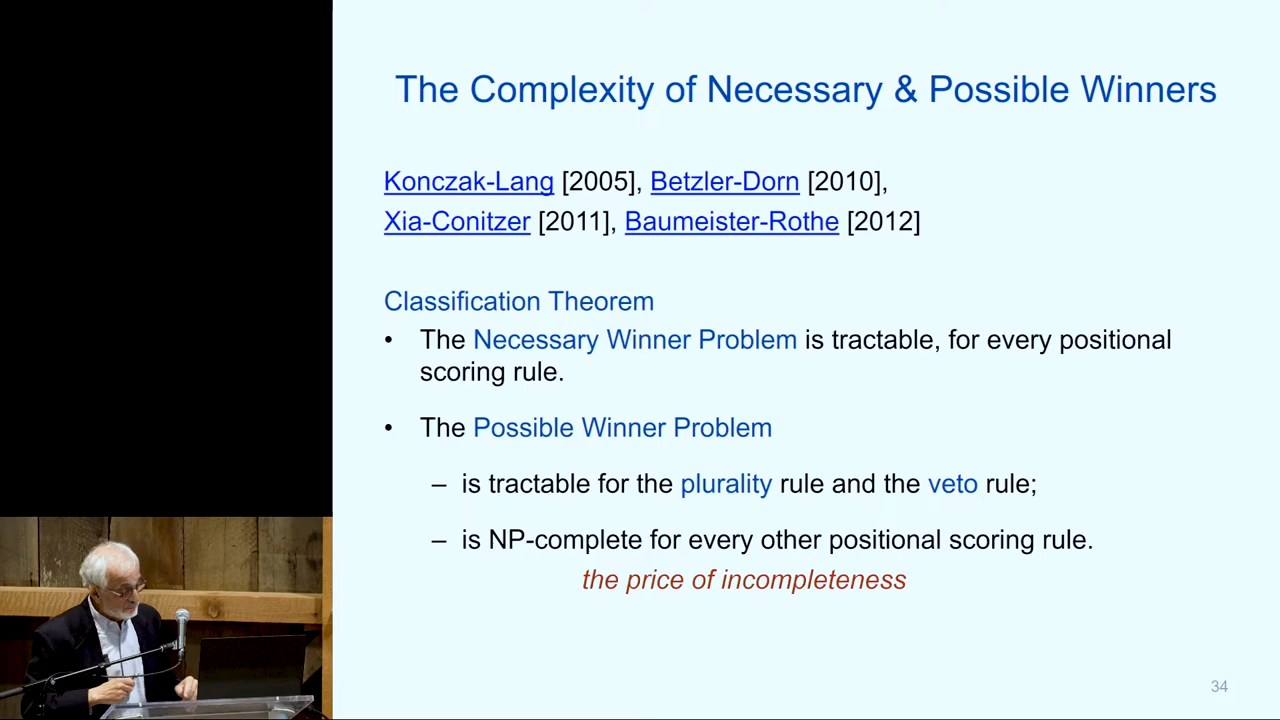 The Complexity of Necessary & Possible Winners
Konczak-Lang [2005], Betzler-Dorn [2010],
Xia-Conitzer [2011], Baumeister-Rothe [2012]
Classification Theorem
• The Necessary Winner Problem is tractable, for every positional
scoring rule.
• The Possible Winner Problem
– is tractable for the plurality rule and the veto rule;
– is NP-complete for every other positional scoring rule.
the price of incompleteness
34